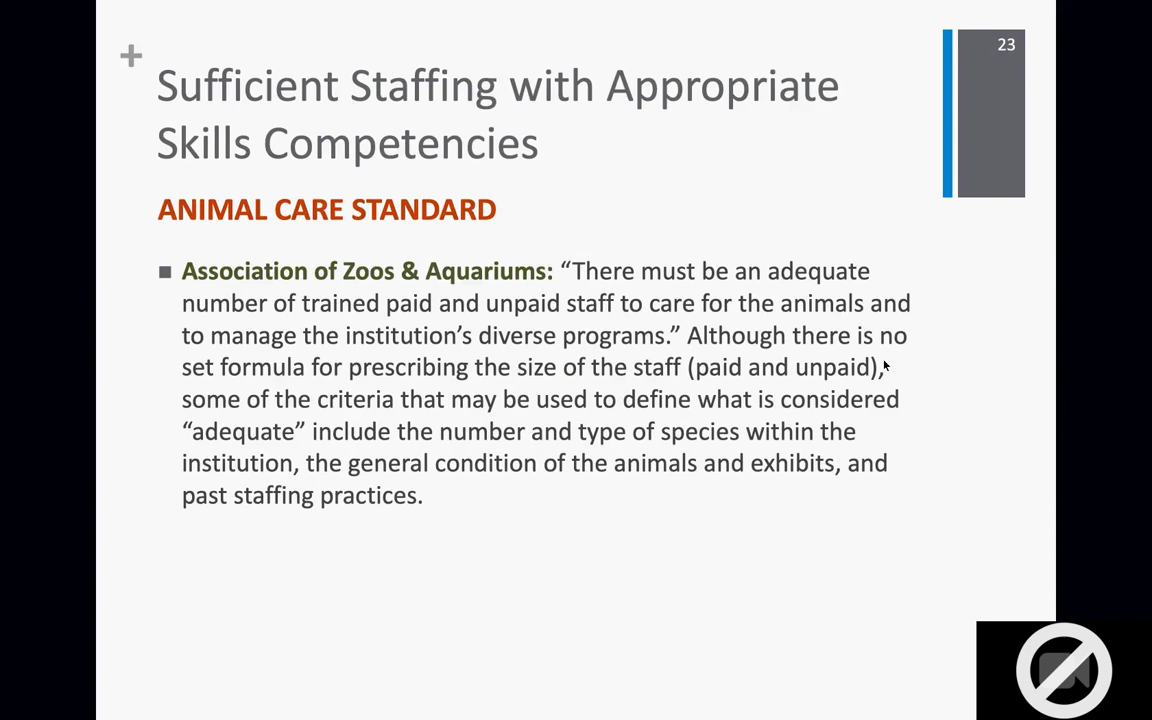 23
+
Sufficient Staffing with Appropriate
Skills Competencies
ANIMAL CARE STANDARD
■ Association of Zoos & Aquariums: “There must be an adequate
number of trained paid and unpaid staff to care for the animals and
to manage the institution’s diverse programs.” Although there is no
set formula for prescribing the size of the staff (paid and unpaid),
some of the criteria that may be used to define what is considered
“adequate” include the number and type of species within the
institution, the general condition of the animals and exhibits, and
past staffing practices.